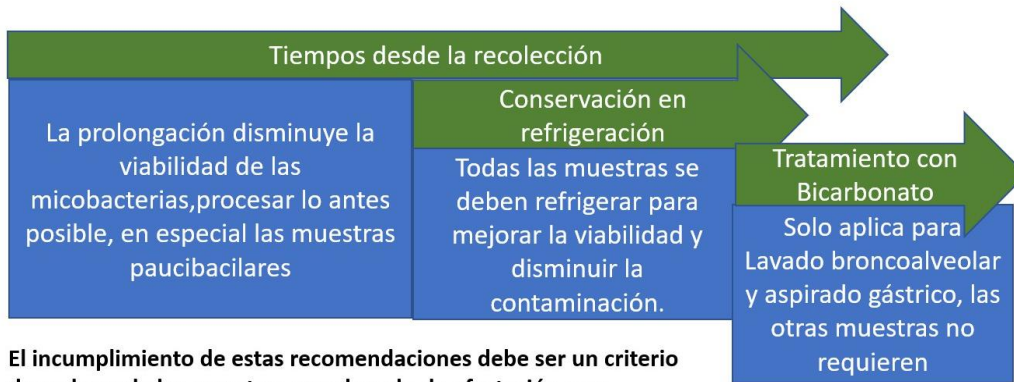 Tiempos desde la recolección
La prolongación disminuye la
viabilidad de las
micobacterias,procesar lo antes
posible, en especial las muestras
paucibacilares
Conservación en
refrigeración
Todas las muestras se
deben refrigerar para
mejorar la viabilidad y
disminuir la
contaminación.
Tratamiento con
Bicarbonato
Solo aplica para
Lavado broncoalveolar
y aspirado gástrico, las
otras muestras no
requieren
El incumplimiento de estas recomendaciones debe ser un criterio